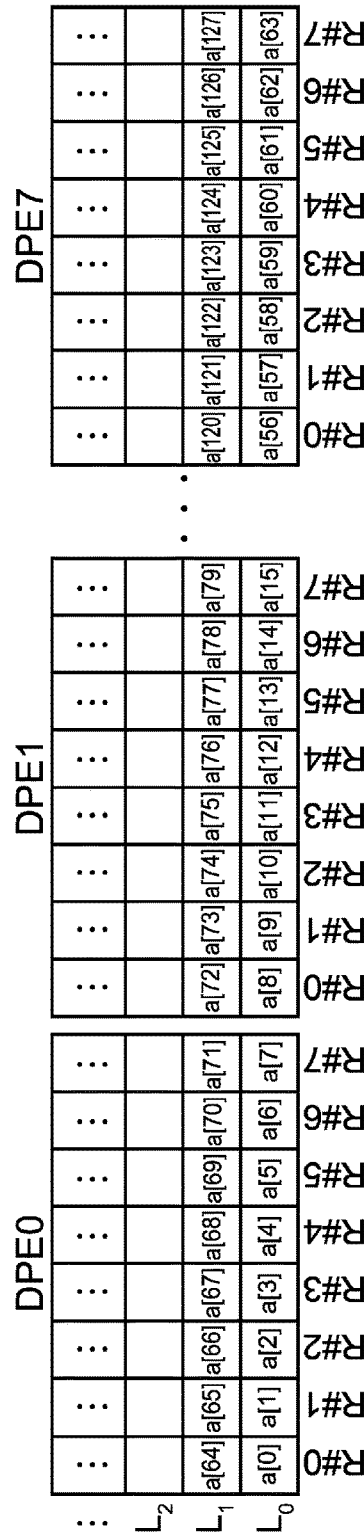 DPE0 DPE1 DPE7
... ... ... ... ... ... ... ... ... ... ... ... ... ... ... ... ... ... ... ... ... ... ... ... ...
L2
L1 a[64] a[65] a[66] a[67] a[68] a[69] a[70] a[71] a[72] a[73] a[74] a[75] a[76] a[77] a[78] a[79] ... a[120] a[121] a[122] a[123] a[124] a[125] a[126] a[127]
L0 a[0] a[1] a[2] a[3] a[4] a[5] a[6] a[7] a[8] a[9] a[10] a[11] a[12] a[13] a[14] a[15] a[56] a[57] a[58] a[59] a[60] a[61] a[62] a[63]
R#0 R#1 R#2 R#3 R#4 R#5 R#6 R#7 R#0 R#1 R#2 R#3 R#4 R#5 R#6 R#7 R#0 R#1 R#2 R#3 R#4 R#5 R#6 R#7